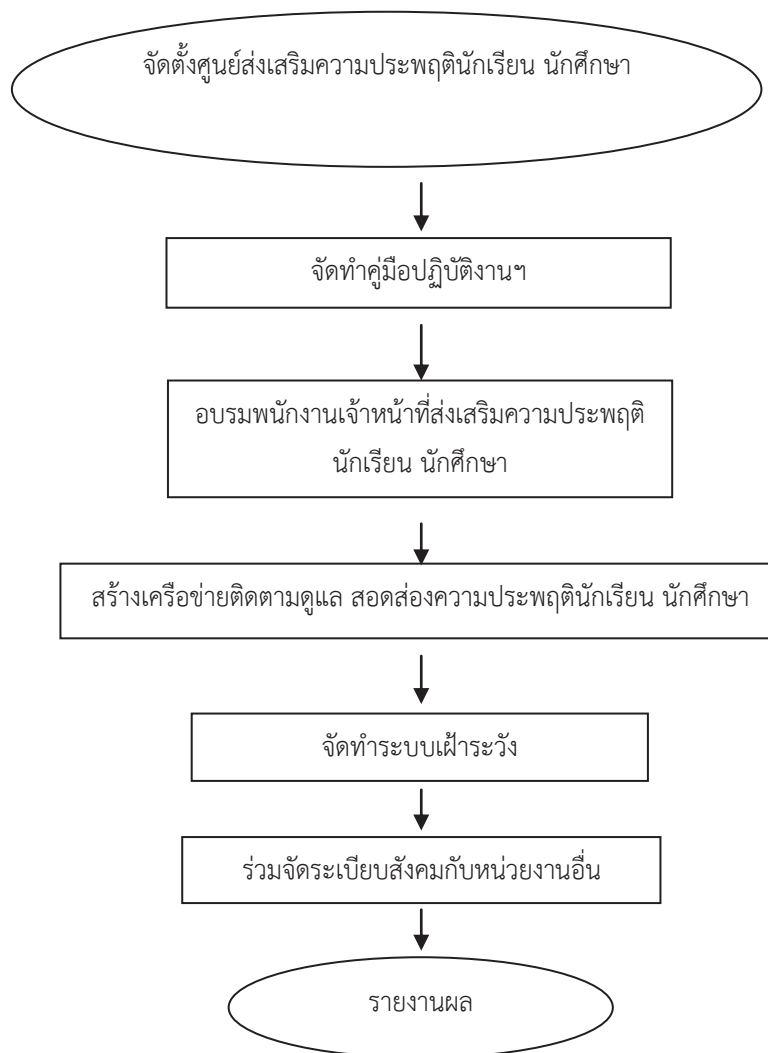 จัดตั้งศูนย์ส่งเสริมความประพฤตินักเรียน นักศึกษา
จัดทำคู่มือปฏิบัติงานฯ
อบรมพนักงานเจ้าหน้าที่ส่งเสริมความประพฤติ
นักเรียน นักศึกษา
สร้างเครือข่ายติดตามดูแล สอดส่องความประพฤตินักเรียน นักศึกษา
จัดทำระบบเฝ้าระวัง
ร่วมจัดระเบียบสังคมกับหน่วยงานอื่น
รายงานผล